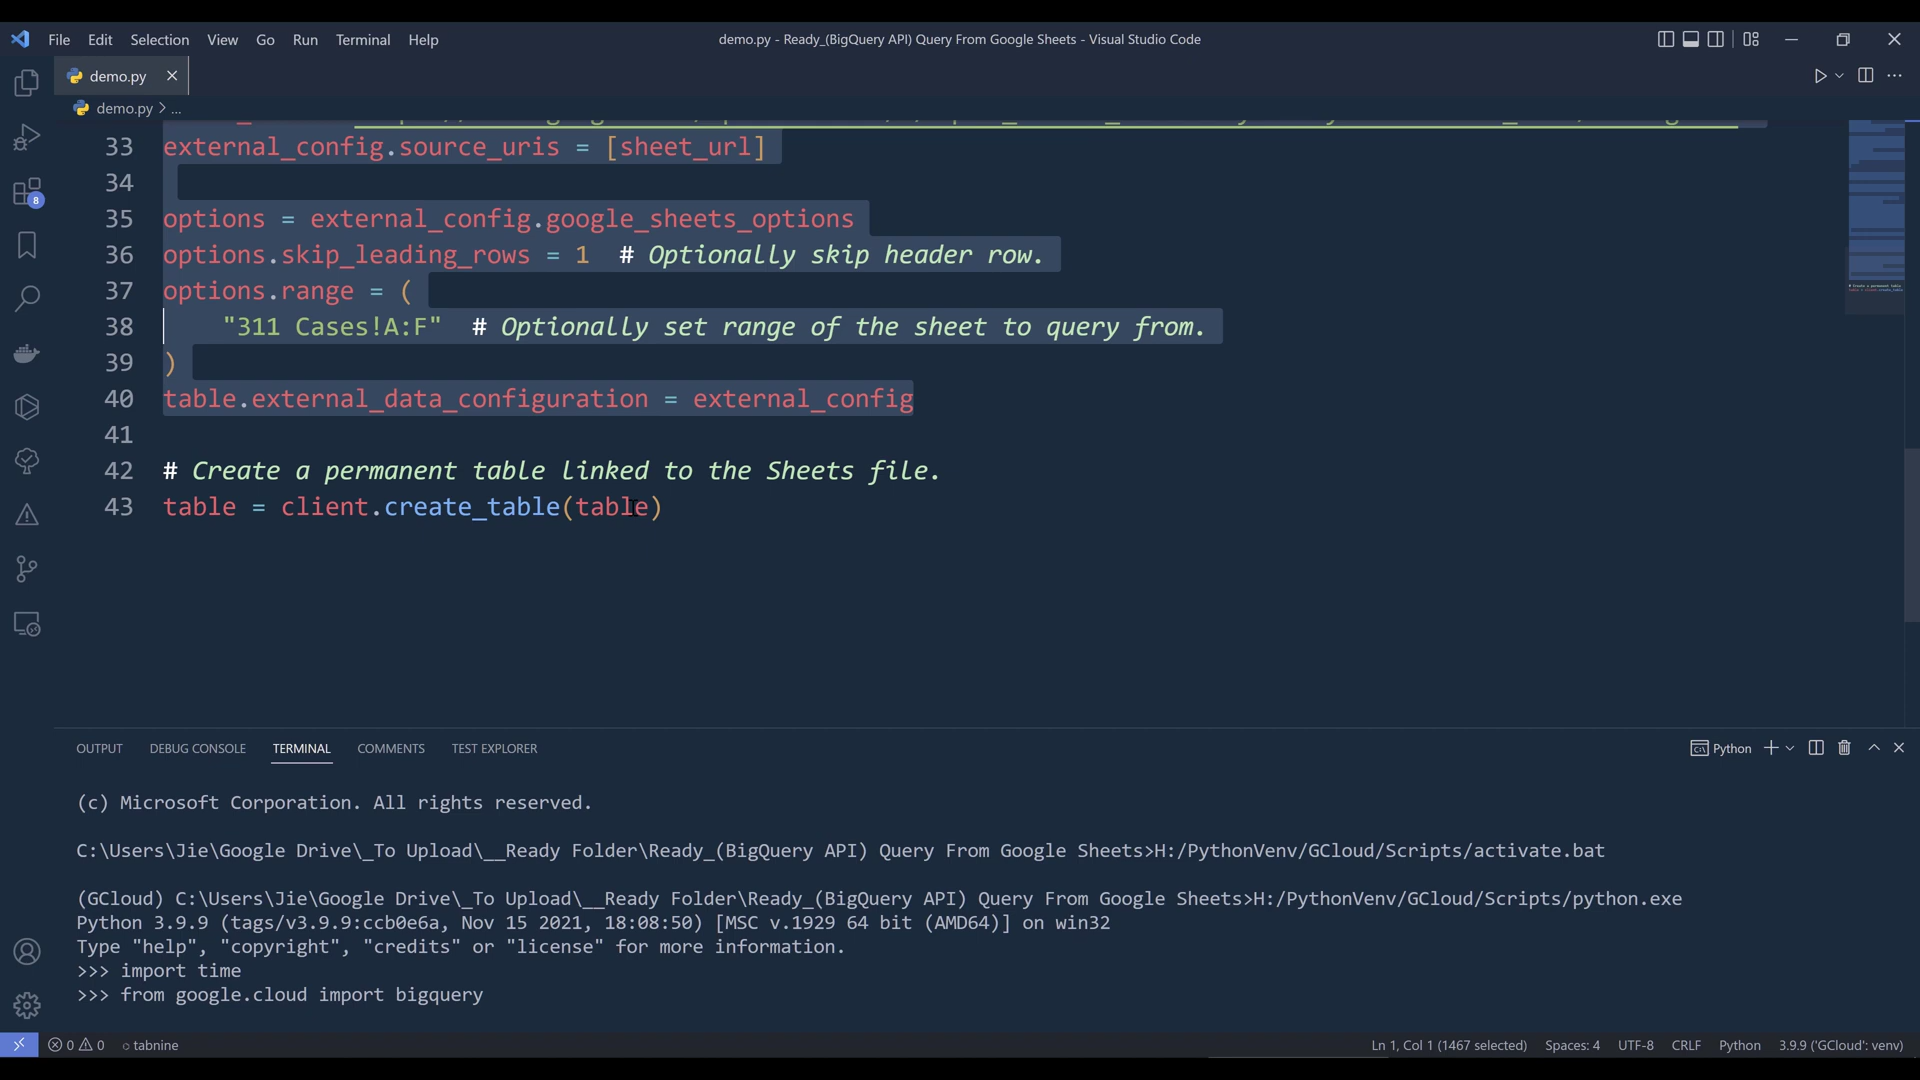 File Edit Selection View Go Run Terminal Help
demo.py - Ready_(BigQuery API) Query From Google Sheets - Visual Studio Code
demo.py
demo.py > ...
33 external_config.source_uris = [sheet_url]
34
35 options = external_config.google_sheets_options
36 options.skip_leading_rows = 1  # Optionally skip header row.
37 options.range = (
38     "311 Cases!A:F"  # Optionally set range of the sheet to query from.
39 )
40 table.external_data_configuration = external_config
41
42 # Create a permanent table linked to the Sheets file.
43 table = client.create_table(table)
8
OUTPUT DEBUG CONSOLE TERMINAL COMMENTS TEST EXPLORER
Python
(c) Microsoft Corporation. All rights reserved.
C:\Users\Jie\Google Drive\_To Upload\__Ready Folder\Ready_(BigQuery API) Query From Google Sheets>H:/PythonVenv/GCloud/Scripts/activate.bat
(GCloud) C:\Users\Jie\Google Drive\_To Upload\__Ready Folder\Ready_(BigQuery API) Query From Google Sheets>H:/PythonVenv/GCloud/Scripts/python.exe
Python 3.9.9 (tags/v3.9.9:ccb0e6a, Nov 15 2021, 18:08:50) [MSC v.1929 64 bit (AMD64)] on win32
Type "help", "copyright", "credits" or "license" for more information.
>>> import time
>>> from google.cloud import bigquery
0 0 tabnine
Ln 1, Col 1 (1467 selected) Spaces: 4 UTF-8 CRLF Python 3.9.9 ('GCloud': venv)